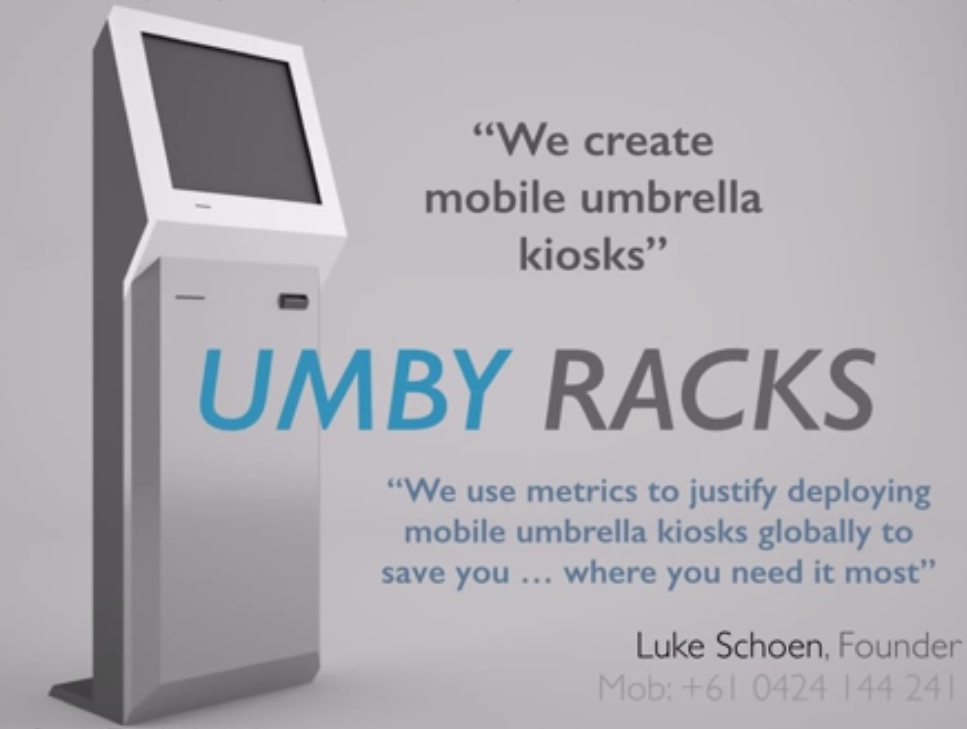 “We create
mobile umbrella
kiosks”
UMBY RACKS
“We use metrics to justify deploying
mobile umbrella kiosks globally to
save you ... where you need it most”
Luke Schoen, Founder
Mob: +61 0424 144 241